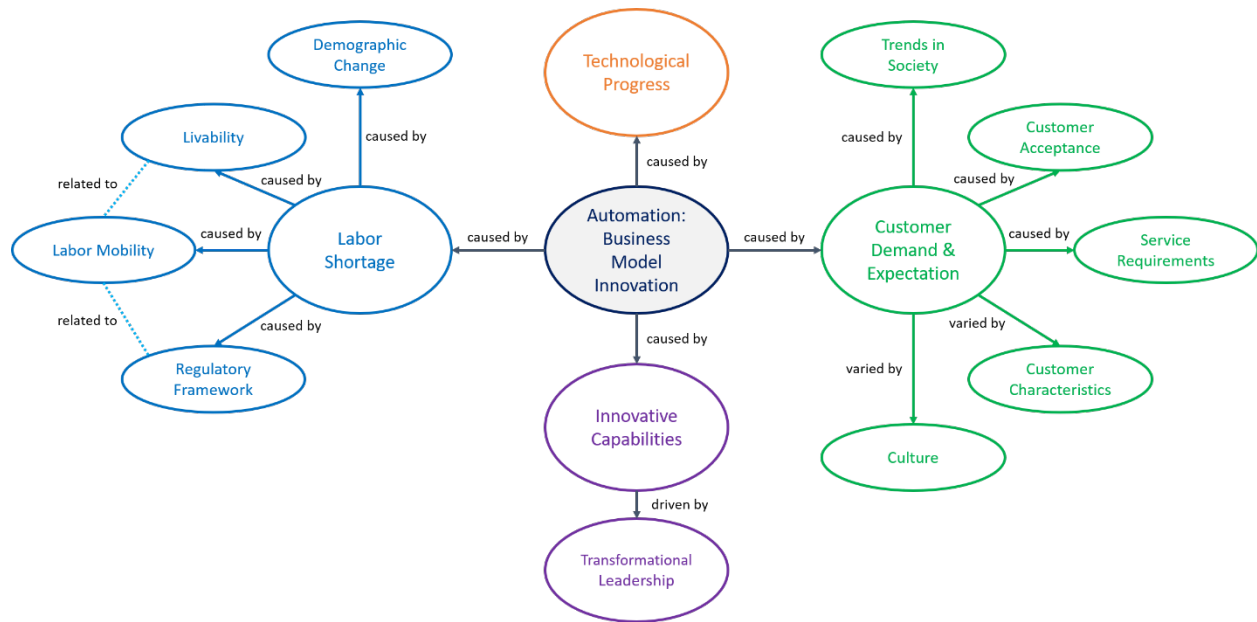 Demographic
Change
caused by
Livability
caused by
related to
Labor Mobility
caused by
Labor
Shortage
related to
caused by
Regulatory
Framework
Technological
Progress
caused by
Automation:
Business
Model
Innovation
caused by
caused by
caused by
Innovative
Capabilities
driven by
Transformational
Leadership
Trends in
Society
caused by
Customer
Acceptance
caused by
Customer
Demand &
Expectation
caused by
Service
Requirements
varied by
Customer
Characteristics
varied by
Culture